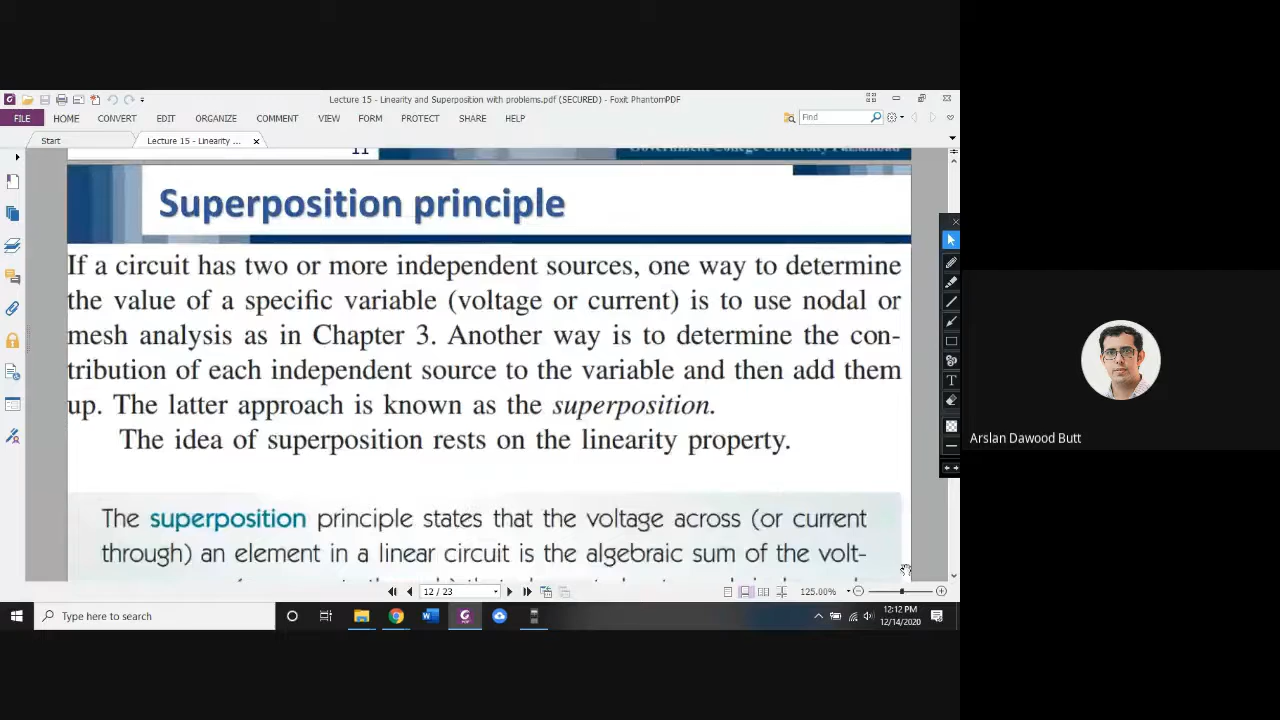 Lecture 15 - Linearity and Superposition with problems.pdf (SECURED) - Foxit PhantomPDF
FILE HOME CONVERT EDIT ORGANIZE COMMENT VIEW FORM PROTECT SHARE HELP Find
Start Lecture 15 - Linearity ...
11 Government College University Faisalabad
Superposition principle
If a circuit has two or more independent sources, one way to determine
the value of a specific variable (voltage or current) is to use nodal or
mesh analysis as in Chapter 3. Another way is to determine the con-
tribution of each independent source to the variable and then add them
up. The latter approach is known as the superposition.
The idea of superposition rests on the linearity property.
The superposition principle states that the voltage across (or current
through) an element in a linear circuit is the algebraic sum of the volt-
Arslan Dawood Butt
12 / 23 125.00%
Type here to search 12:12 PM
12/14/2020